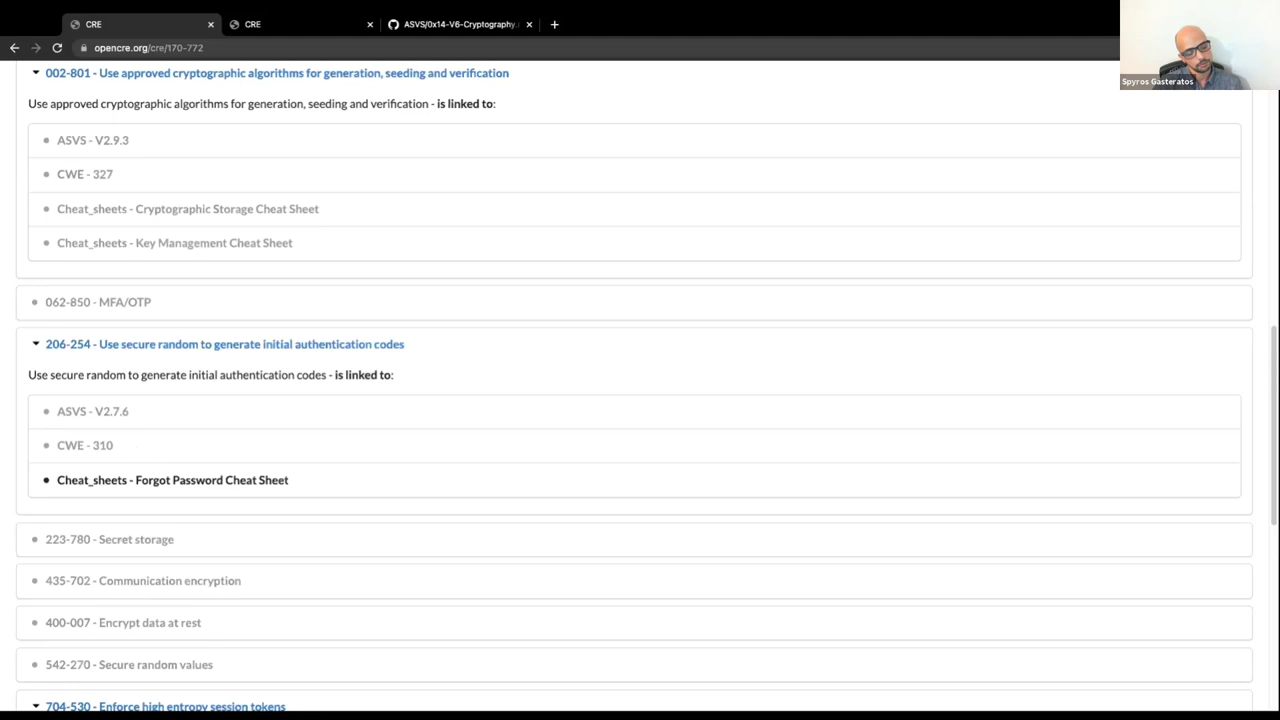 CRE
CRE
ASVS/0x14-V6-Cryptography.
opencre.org/cre/170-772
Spyros Gasteratos
002-801 - Use approved cryptographic algorithms for generation, seeding and verification
Use approved cryptographic algorithms for generation, seeding and verification - is linked to:
ASVS - V2.9.3
CWE - 327
Cheat_sheets - Cryptographic Storage Cheat Sheet
Cheat_sheets - Key Management Cheat Sheet
062-850 - MFA/OTP
206-254 - Use secure random to generate initial authentication codes
Use secure random to generate initial authentication codes - is linked to:
ASVS - V2.7.6
CWE - 310
Cheat_sheets - Forgot Password Cheat Sheet
223-780 - Secret storage
435-702 - Communication encryption
400-007 - Encrypt data at rest
542-270 - Secure random values
704-530 - Enforce high entropy session tokens